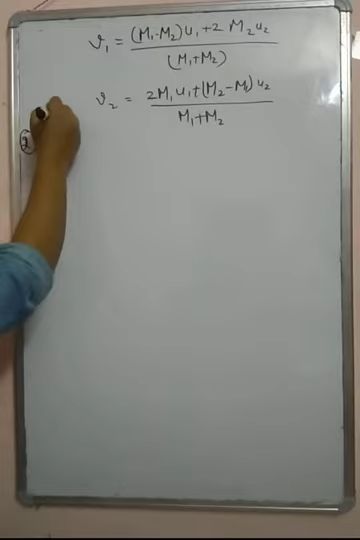 v₁ = (M₁-M₂)u₁+2 M₂u₂ / (M₁+M₂)
v₂ = 2M₁u₁+(M₂-M₁)u₂ / M₁+M₂